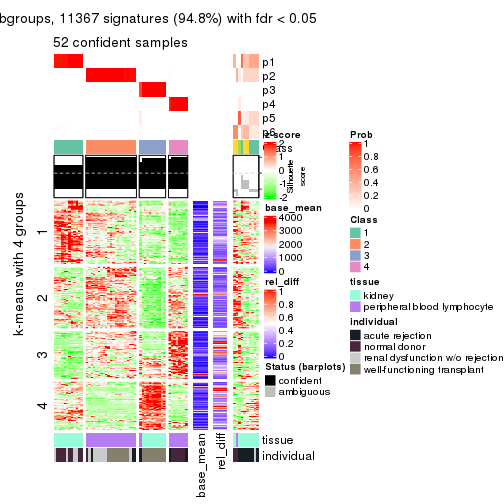 bgroups, 11367 signatures (94.8%) with fdr < 0.05
52 confident samples
p1
p2
p3
p4
p5
p6
Class
z-score
2
1
0
-1
-2
Silhouette
score
base_mean
4000
3000
2000
1000
0
rel_diff
1
0.8
0.6
0.4
0.2
0
Status (barplots)
confident
ambiguous
Prob
1
0.8
0.6
0.4
0.2
0
Class
1
2
3
4
tissue
kidney
peripheral blood lymphocyte
individual
acute rejection
normal donor
renal dysfunction w/o rejection
well-functioning transplant
k-means with 4 groups
1
2
3
4
tissue
individual
base_mean
rel_diff